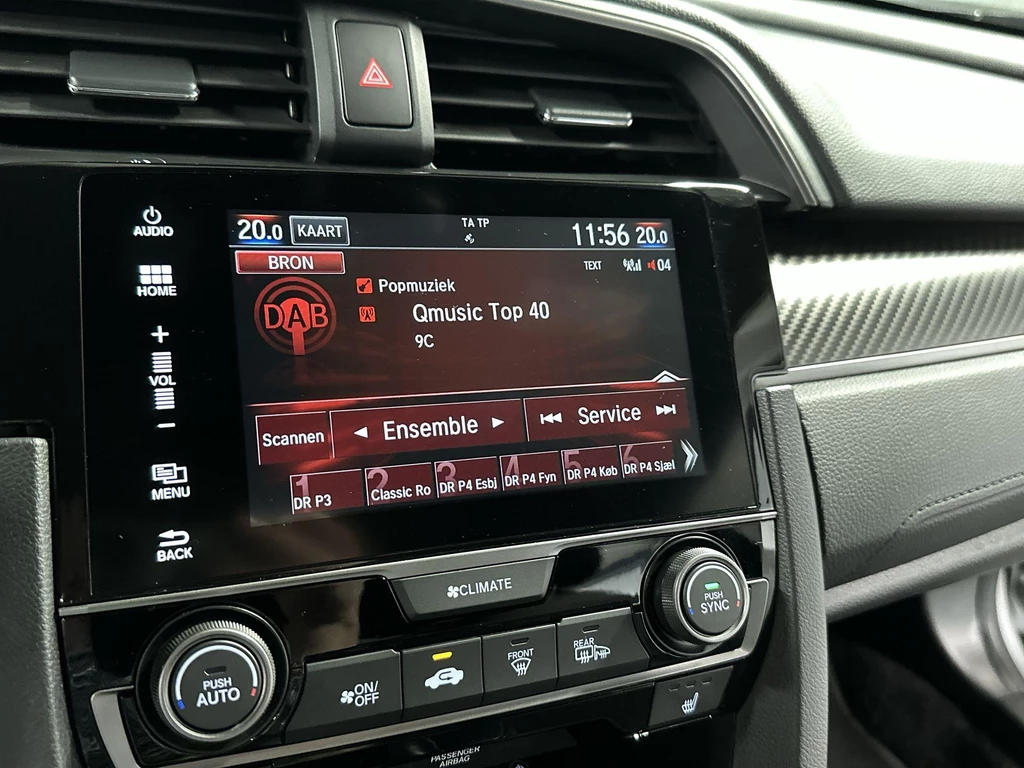 AUDIO
HOME
+
VOL
−
MENU
BACK
20.0 KAART TA TP 11:56 20.0
BRON TEXT 04
DAB
Popmuziek
Qmusic Top 40
9C
Scannen ◄ Ensemble ► Service
1 2 3 4 5 6
DR P3 Classic Ro DR P4 Esbj DR P4 Fyn DR P4 Køb DR P4 Sjæl
CLIMATE
PUSH AUTO
ON/OFF
FRONT
REAR
PUSH SYNC
PASSENGER
AIRBAG